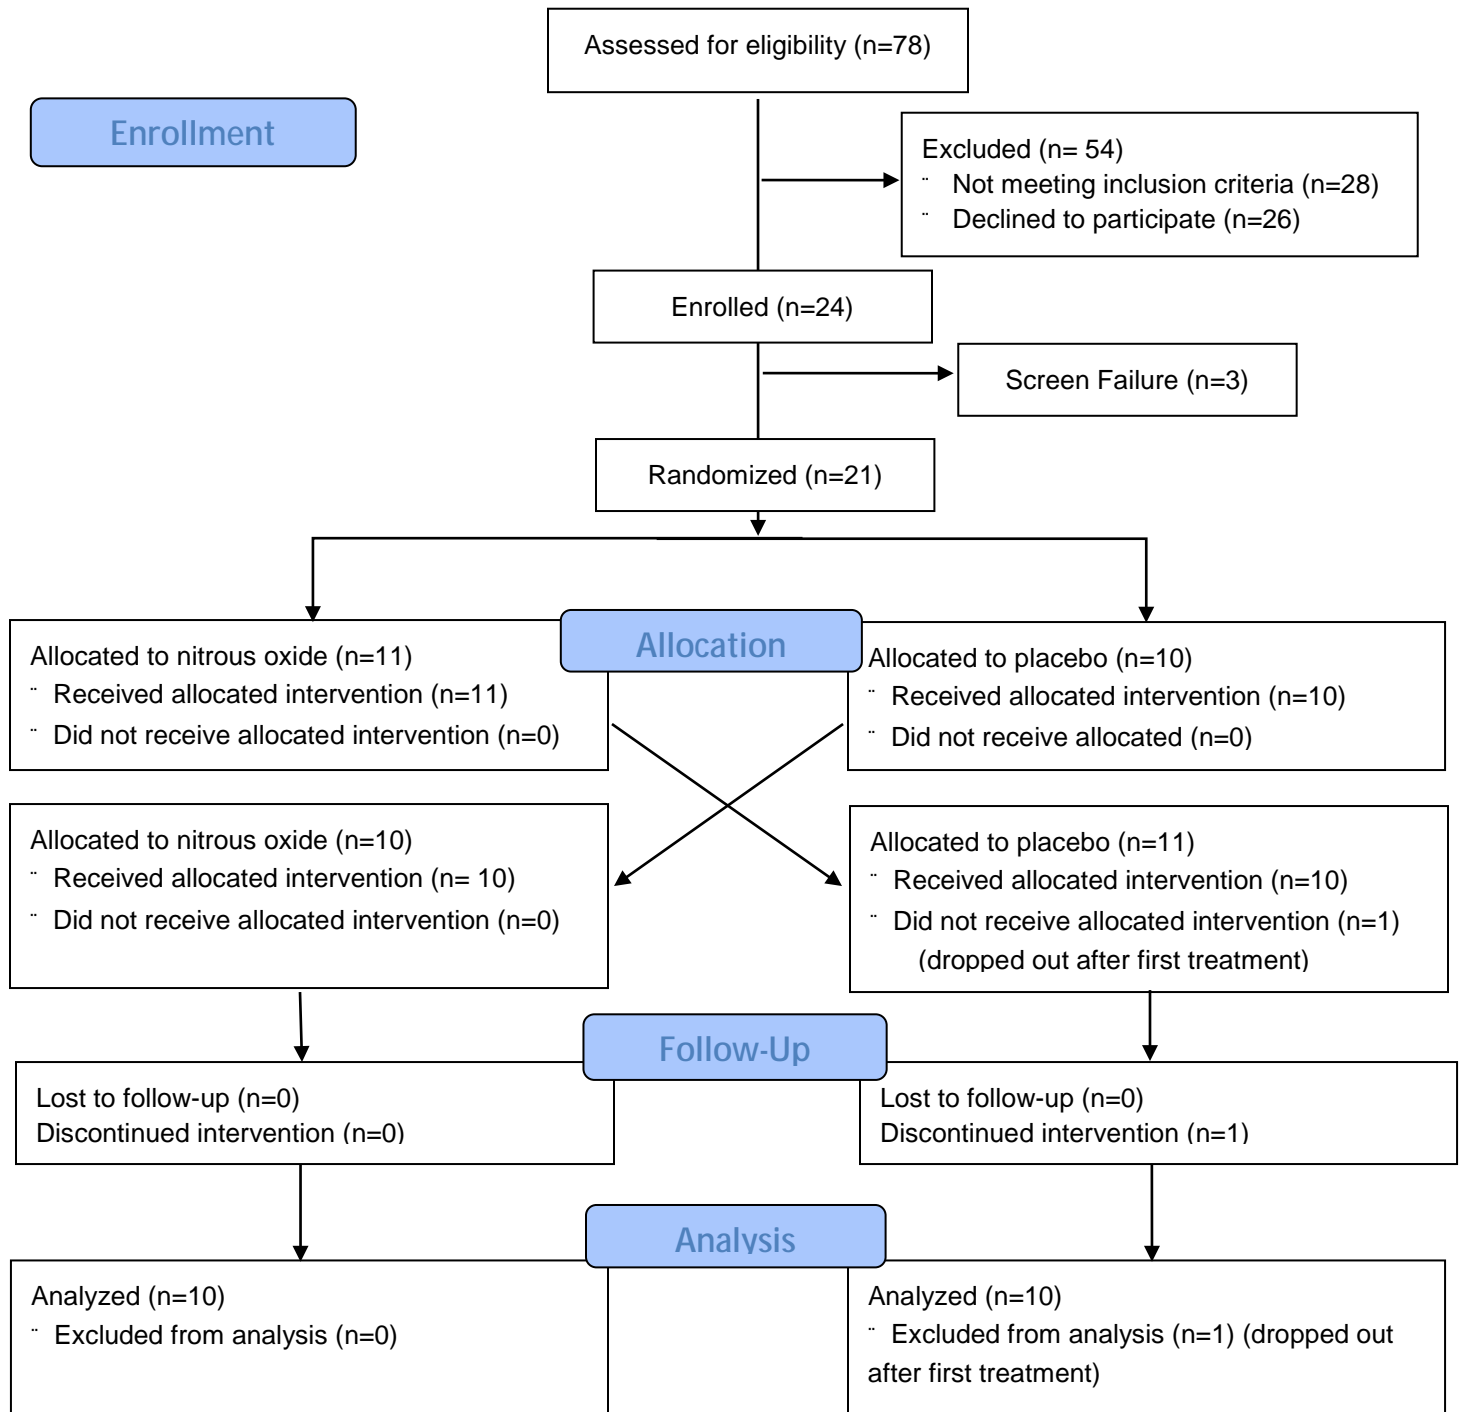 Assessed for eligibility (n=78)
Enrollment
Excluded (n= 54)
¨ Not meeting inclusion criteria (n=28)
¨ Declined to participate (n=26)
Enrolled (n=24)
Screen Failure (n=3)
Randomized (n=21)
Allocation
Allocated to nitrous oxide (n=11)
¨ Received allocated intervention (n=11)
¨ Did not receive allocated intervention (n=0)
Allocated to placebo (n=10)
¨ Received allocated intervention (n=10)
¨ Did not receive allocated (n=0)
Allocated to nitrous oxide (n=10)
¨ Received allocated intervention (n= 10)
¨ Did not receive allocated intervention (n=0)
Allocated to placebo (n=11)
¨ Received allocated intervention (n=10)
¨ Did not receive allocated intervention (n=1)
(dropped out after first treatment)
Follow-Up
Lost to follow-up (n=0)
Discontinued intervention (n=0)
Lost to follow-up (n=0)
Discontinued intervention (n=1)
Analysis
Analyzed (n=10)
¨ Excluded from analysis (n=0)
Analyzed (n=10)
¨ Excluded from analysis (n=1) (dropped out
after first treatment)